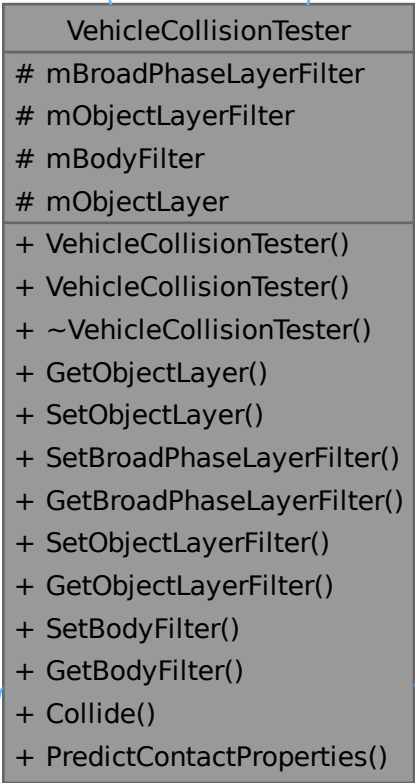 VehicleCollisionTester
# mBroadPhaseLayerFilter
# mObjectLayerFilter
# mBodyFilter
# mObjectLayer
+ VehicleCollisionTester()
+ VehicleCollisionTester()
+ ~VehicleCollisionTester()
+ GetObjectLayer()
+ SetObjectLayer()
+ SetBroadPhaseLayerFilter()
+ GetBroadPhaseLayerFilter()
+ SetObjectLayerFilter()
+ GetObjectLayerFilter()
+ SetBodyFilter()
+ GetBodyFilter()
+ Collide()
+ PredictContactProperties()